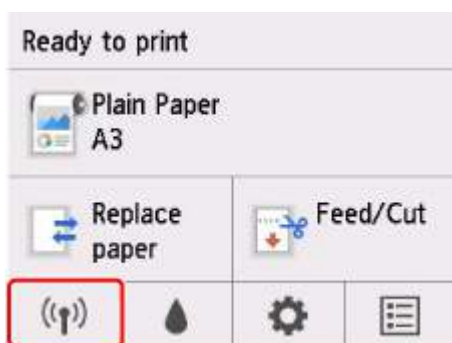 Ready to print
Plain Paper
A3
Replace
paper
Feed/Cut